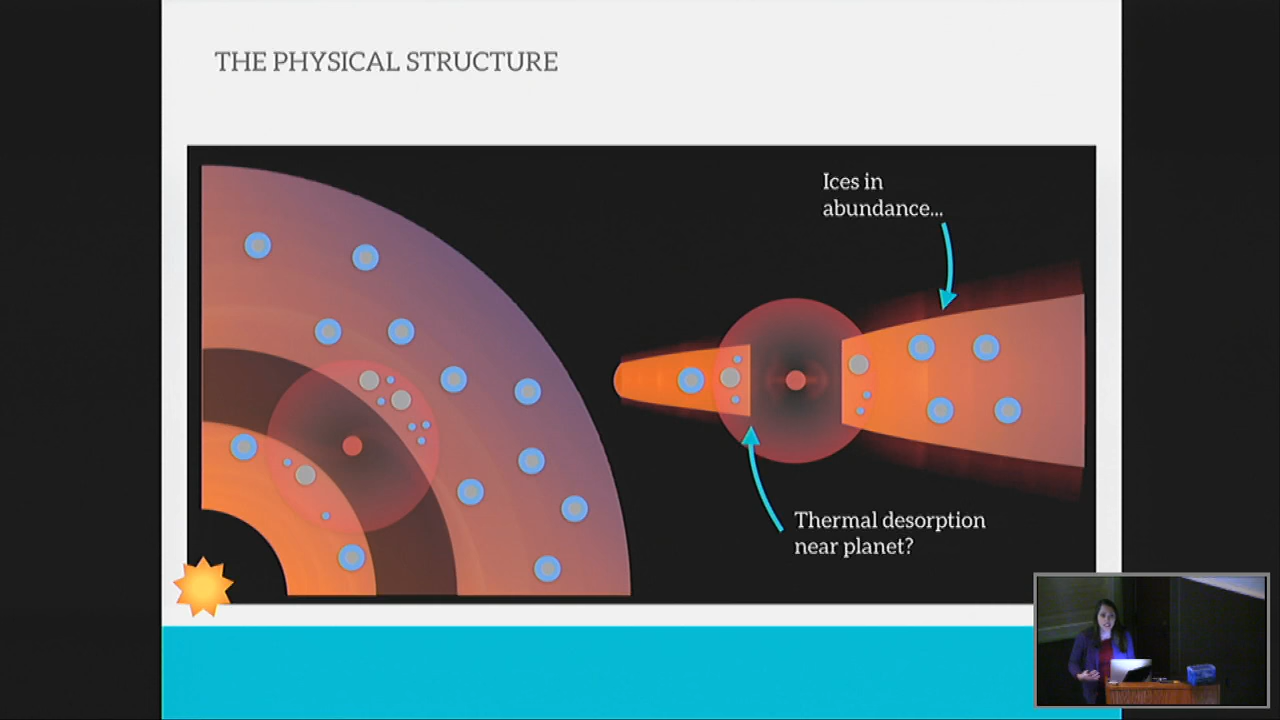 THE PHYSICAL STRUCTURE
Ices in
abundance...
Thermal desorption
near planet?